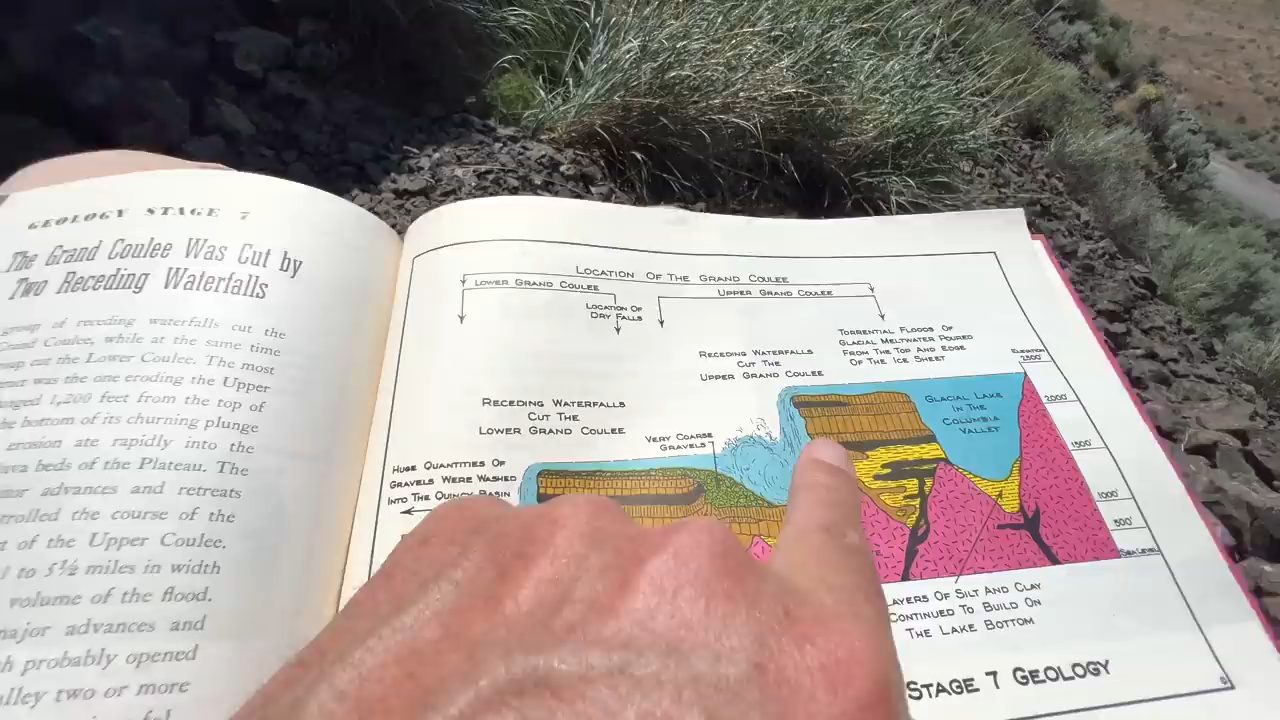 GEOLOGY STAGE 7
The Grand Coulee Was Cut by
Two Receding Waterfalls
group of receding waterfalls cut the
Grand Coulee, while at the same time
cut the Lower Coulee. The most
was the one eroding the Upper
1,200 feet from the top of
bottom of its churning plunge
erosion ate rapidly into the
lava beds of the Plateau. The
advances and retreats
the course of the
of the Upper Coulee.
to 5½ miles in width
volume of the flood.
major advances and
probably opened
valley two or more
LOCATION OF THE GRAND COULEE
LOWER GRAND COULEE
UPPER GRAND COULEE
LOCATION OF
DRY FALLS
TORRENTIAL FLOODS OF
GLACIAL MELTWATER POURED
FROM THE TOP AND EDGE
OF THE ICE SHEET
RECEDING WATERFALLS
CUT THE
UPPER GRAND COULEE
ELEVATION
2500'
2000'
1500'
1000'
500'
SEA LEVEL
GLACIAL LAKE
IN THE
COLUMBIA
VALLEY
RECEDING WATERFALLS
CUT THE
LOWER GRAND COULEE
VERY COARSE
GRAVELS
HUGE QUANTITIES OF
GRAVELS WERE WASHED
INTO THE QUINCY BASIN
LAYERS OF SILT AND CLAY
CONTINUED TO BUILD ON
THE LAKE BOTTOM
STAGE 7 GEOLOGY